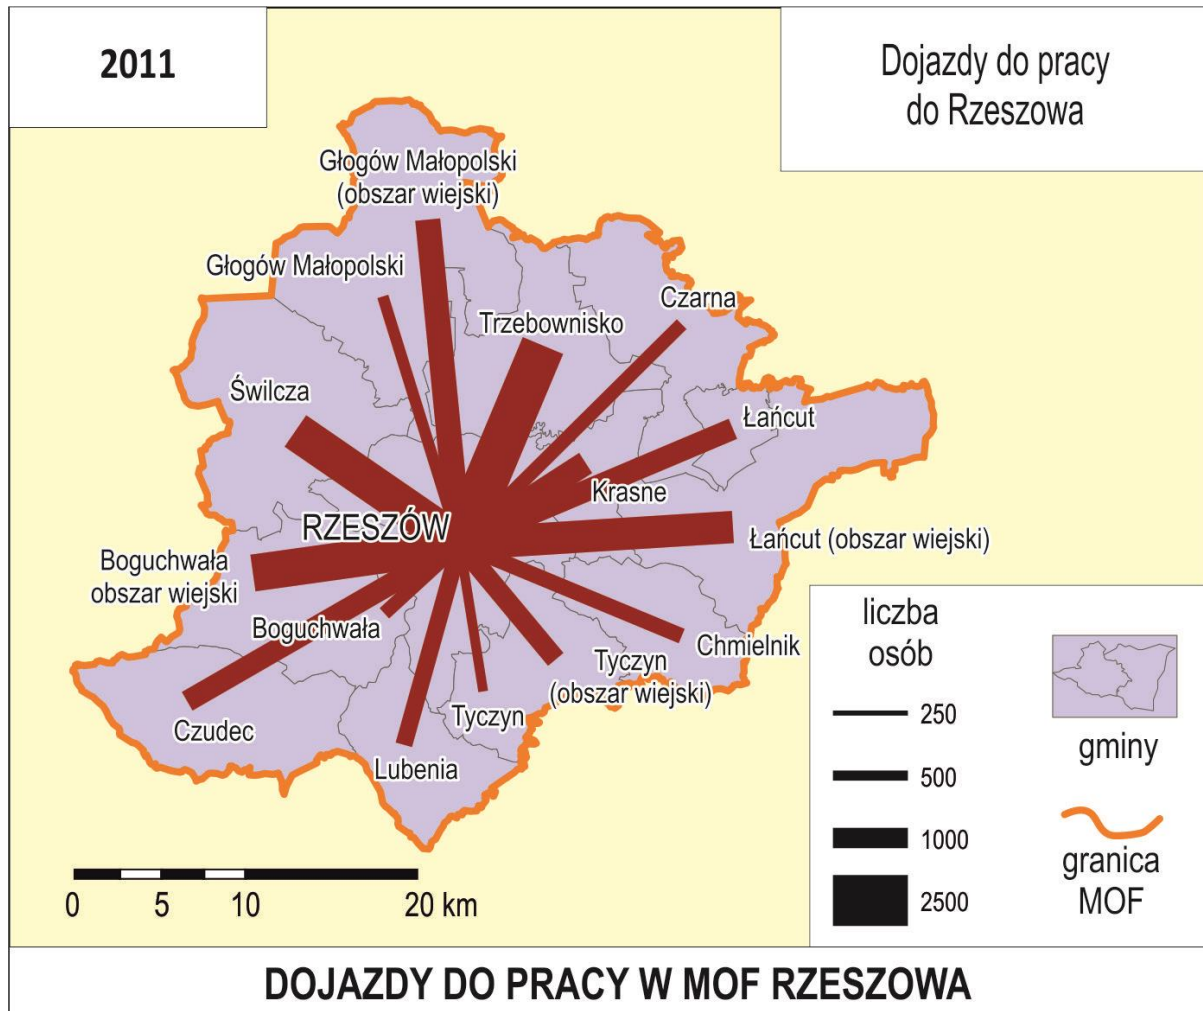 2011
Dojazdy do pracy
do Rzeszowa
Głogów Małopolski
(obszar wiejski)
Głogów Małopolski
Czarna
Trzebownisko
Świlcza
Łańcut
Krasne
RZESZÓW
Łańcut (obszar wiejski)
Boguchwała
obszar wiejski
Boguchwała
Chmielnik
Tyczyn
(obszar wiejski)
Tyczyn
Czudec
Lubenia
liczba
osób
250
500
1000
2500
gminy
granica
MOF
0 5 10 20 km
DOJAZDY DO PRACY W MOF RZESZOWA